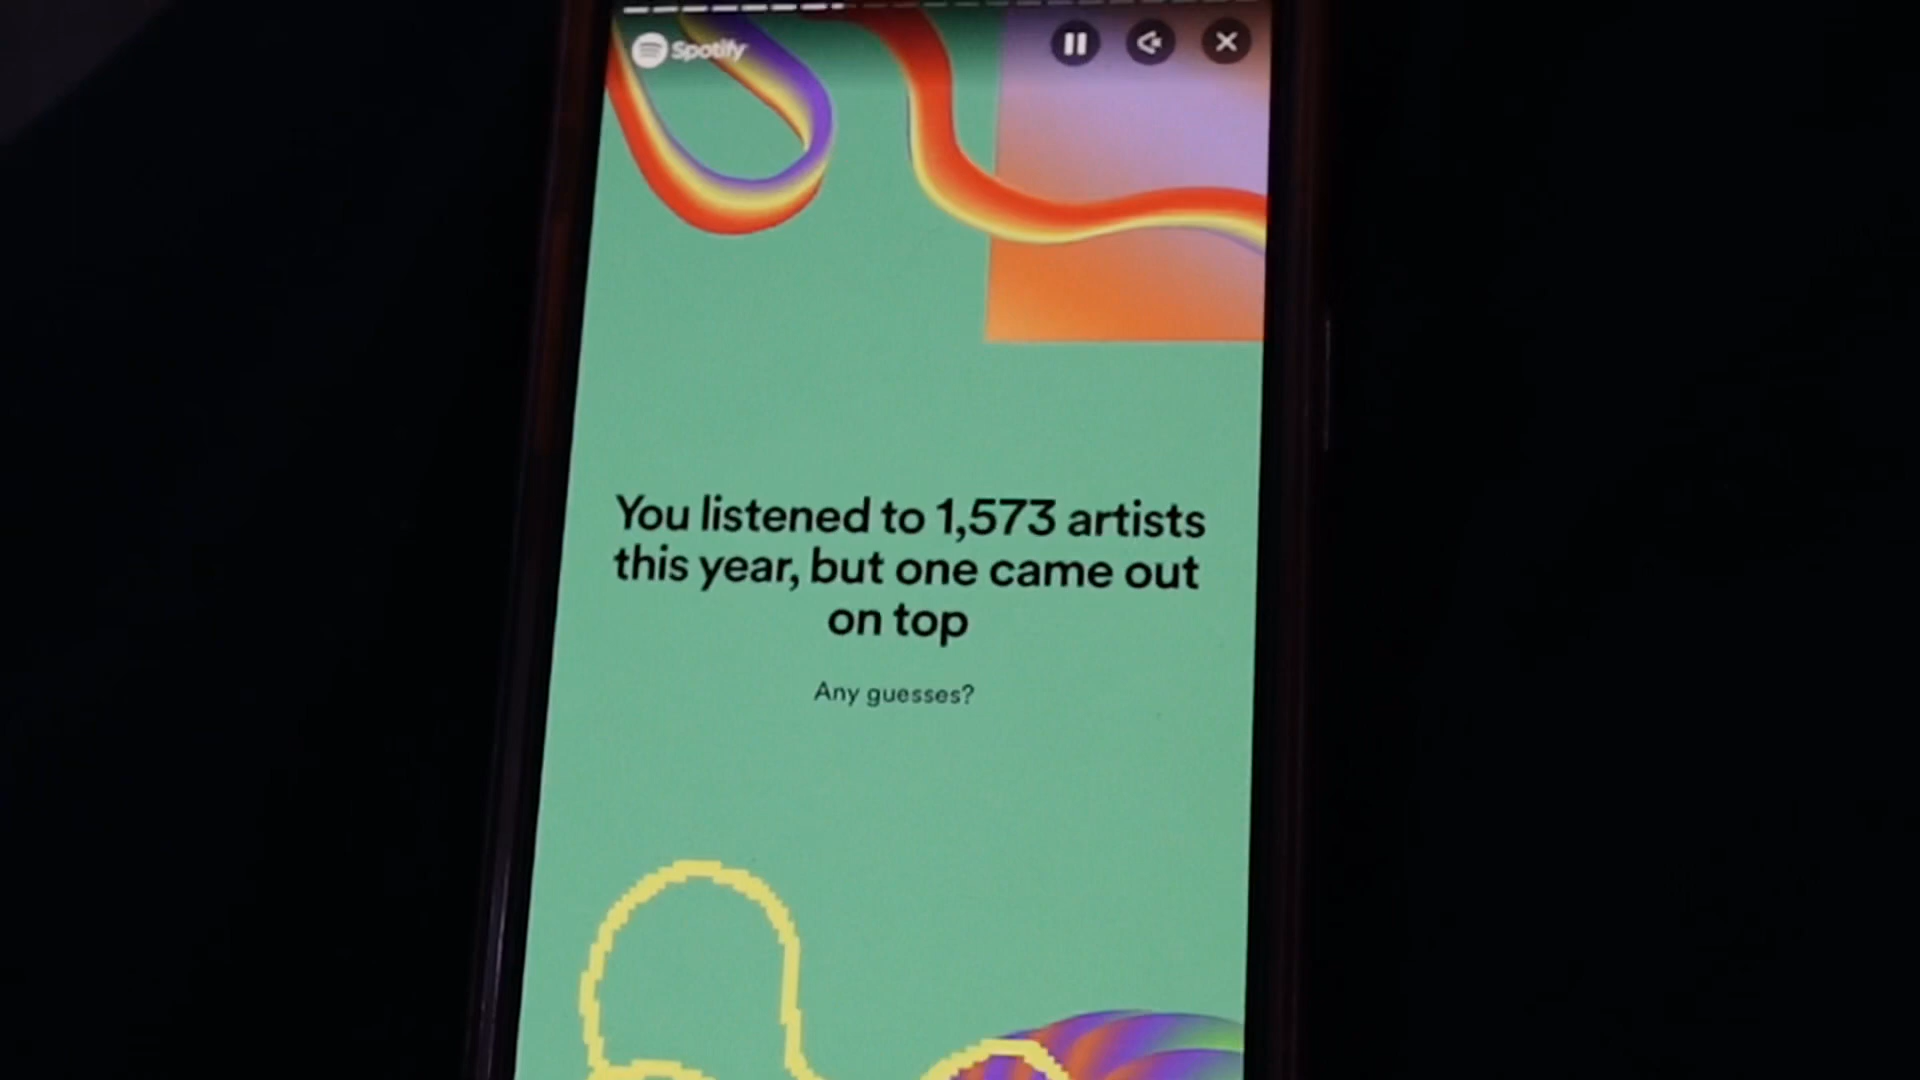 Spotify
You listened to 1,573 artists
this year, but one came out
on top
Any guesses?